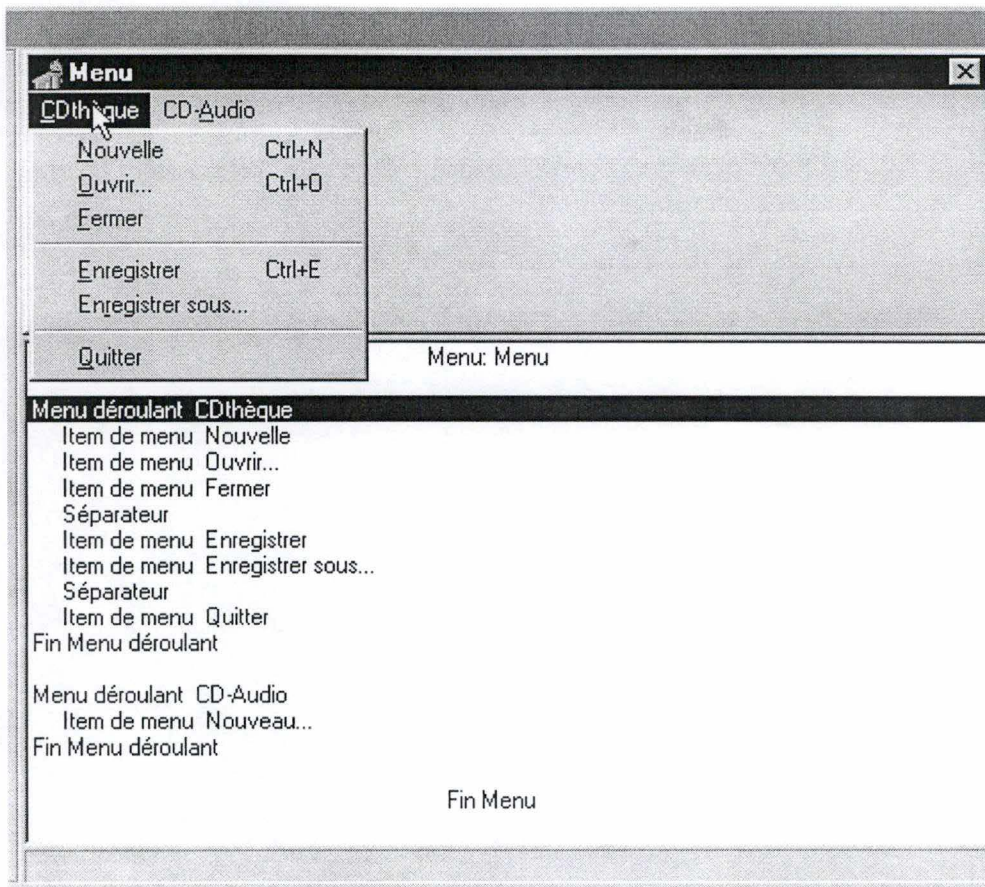 Menu
CDthèque CD-Audio
Nouvelle Ctrl+N
Ouvrir... Ctrl+O
Fermer
Enregistrer Ctrl+E
Enregistrer sous...
Quitter
Menu: Menu
Menu déroulant CDthèque
Item de menu Nouvelle
Item de menu Ouvrir...
Item de menu Fermer
Séparateur
Item de menu Enregistrer
Item de menu Enregistrer sous...
Séparateur
Item de menu Quitter
Fin Menu déroulant
Menu déroulant CD-Audio
Item de menu Nouveau...
Fin Menu déroulant
Fin Menu